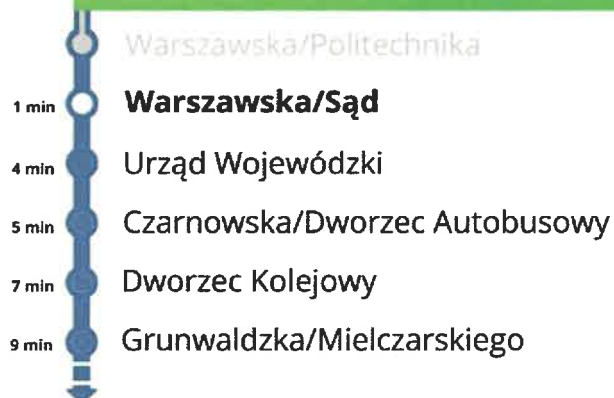 Warszawska/Politechnika
1 min Warszawska/Sąd
4 min Urząd Wojewódzki
5 min Czarnowska/Dworzec Autobusowy
7 min Dworzec Kolejowy
9 min Grunwaldzka/Mielczarskiego